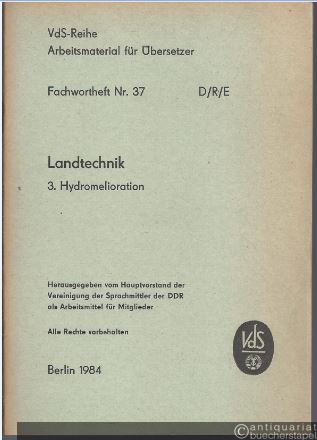 VdS-Reihe
Arbeitsmaterial für Übersetzer
Fachwortheft Nr. 37 D/R/E
Landtechnik
3. Hydromelioration
Herausgegeben vom Hauptvorstand der
Vereinigung der Sprachmittler der DDR
als Arbeitsmittel für Mitglieder
Alle Rechte vorbehalten
VdS
Berlin 1984
antiquariat
buecherstapel